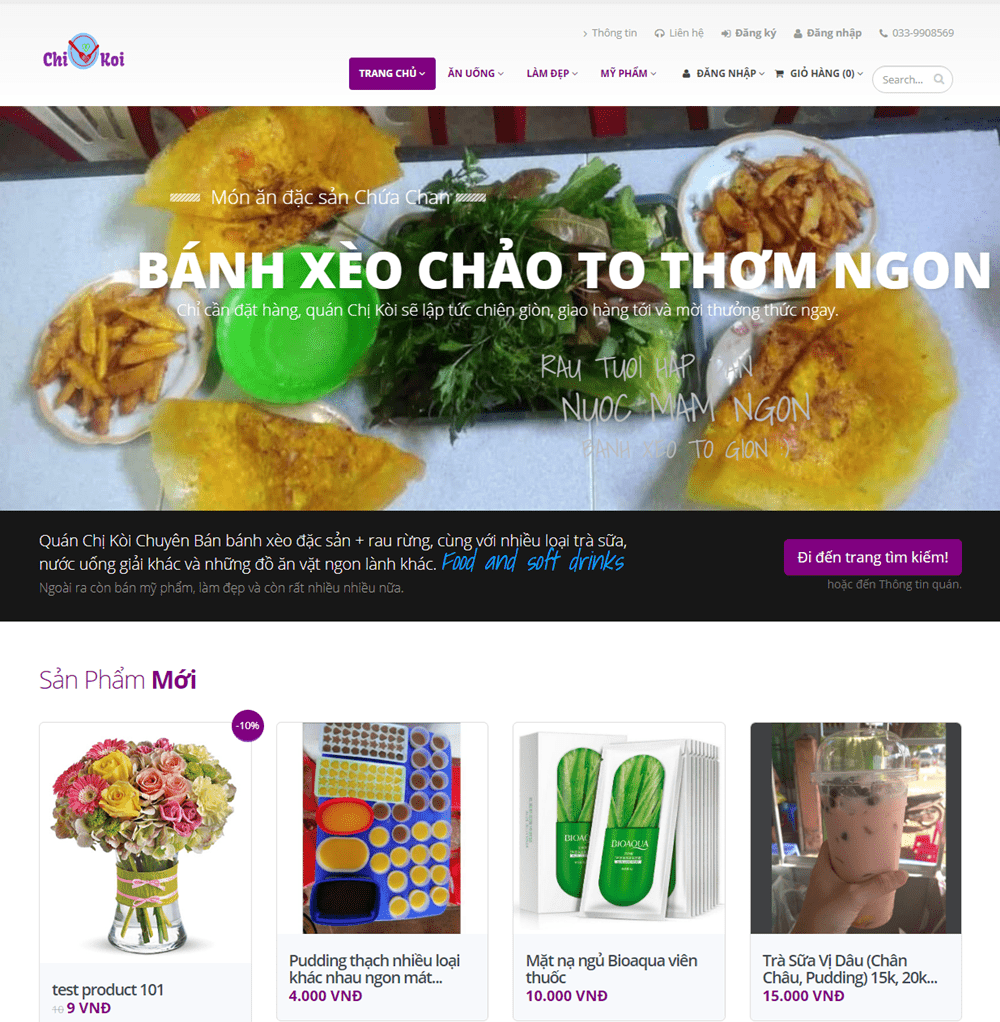 Thông tin Liên hệ Đăng ký Đăng nhập 033-9908569
Chi Koi
TRANG CHỦ ĂN UỐNG LÀM ĐẸP MỸ PHẨM ĐĂNG NHẬP GIỎ HÀNG (0) Search...
Món ăn đặc sản Chứa Chan
BÁNH XÈO CHẢO TO THƠM NGON
Chỉ cần đặt hàng, quán Chị Kòi sẽ lập tức chiên giòn, giao hàng tới và mời thưởng thức ngay.
RAU TUOI HAP AN
NUOC MAM NGON
BANH XEO TO GION
Quán Chị Kòi Chuyên Bán bánh xèo đặc sản + rau rừng, cùng với nhiều loại trà sữa,
nước uống giải khác và những đồ ăn vặt ngon lành khác. Food and soft drinks
Ngoài ra còn bán mỹ phẩm, làm đẹp và còn rất nhiều nhiều nữa.
Đi đến trang tìm kiếm!
hoặc đến Thông tin quán.
Sản Phẩm Mới
-10%
BIOAQUA
BIOAQUA
test product 101
10 9 VNĐ
Pudding thạch nhiều loại
khác nhau ngon mát...
4.000 VNĐ
Mặt nạ ngủ Bioaqua viên
thuốc
10.000 VNĐ
Trà Sữa Vị Dâu (Chân
Châu, Pudding) 15k, 20k...
15.000 VNĐ